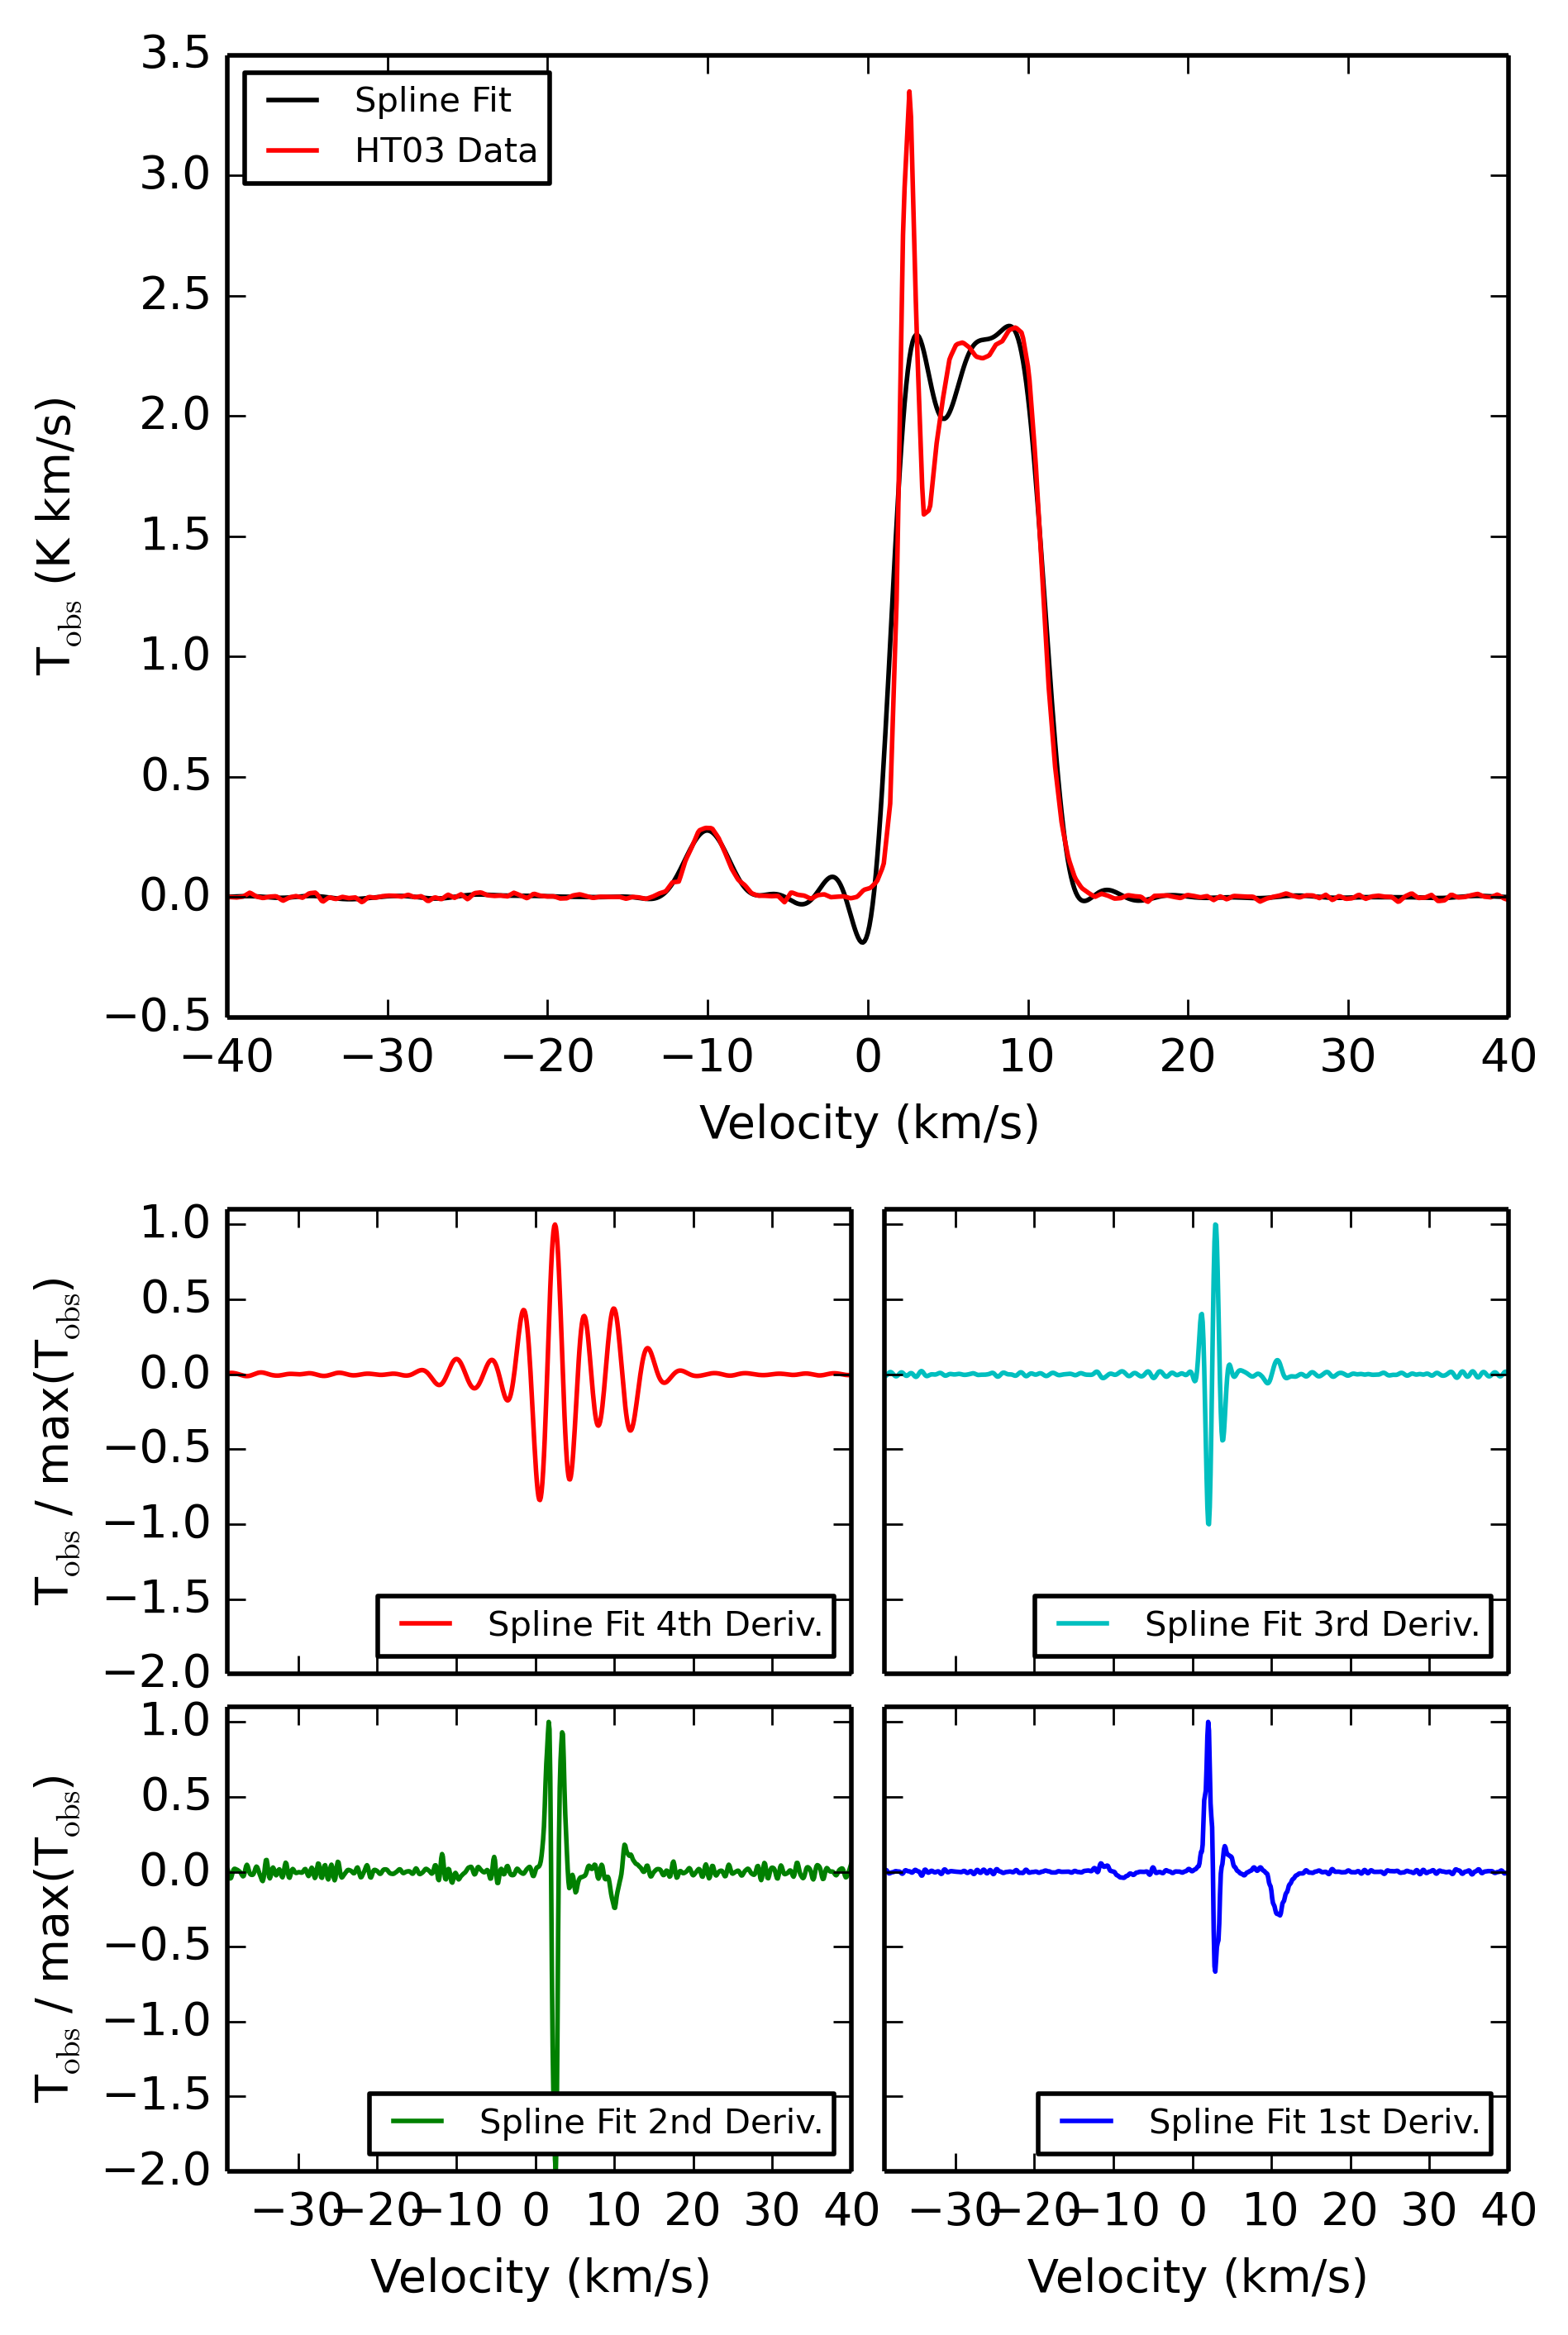 3.5
3.0
2.5
2.0
1.5
1.0
0.5
0.0
−0.5
T_obs (K km/s)
Spline Fit
HT03 Data
−40 −30 −20 −10 0 10 20 30 40
Velocity (km/s)
1.0
0.5
0.0
−0.5
−1.0
−1.5
−2.0
T_obs / max(T_obs)
Spline Fit 4th Deriv.
Spline Fit 3rd Deriv.
1.0
0.5
0.0
−0.5
−1.0
−1.5
−2.0
T_obs / max(T_obs)
Spline Fit 2nd Deriv.
Spline Fit 1st Deriv.
−30 −20 −10 0 10 20 30 40
−30 −20 −10 0 10 20 30 40
Velocity (km/s)
Velocity (km/s)